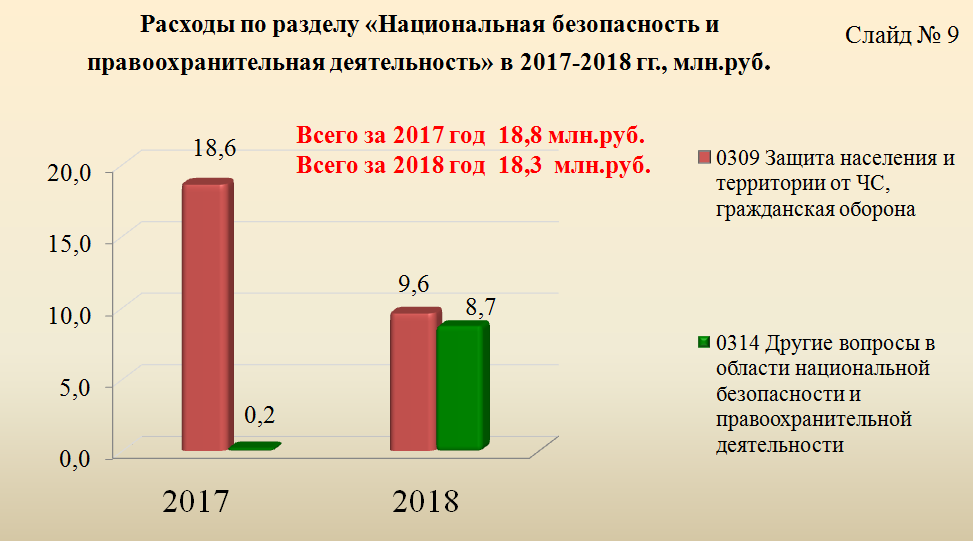 Расходы по разделу «Национальная безопасность и
правоохранительная деятельность» в 2017-2018 гг., млн.руб.
Слайд № 9
Всего за 2017 год 18,8 млн.руб.
Всего за 2018 год 18,3 млн.руб.
20,0
15,0
10,0
5,0
0,0
18,6
0,2
9,6
8,7
2017
2018
0309 Защита населения и
территории от ЧС,
гражданская оборона
0314 Другие вопросы в
области национальной
безопасности и
правоохранительной
деятельности